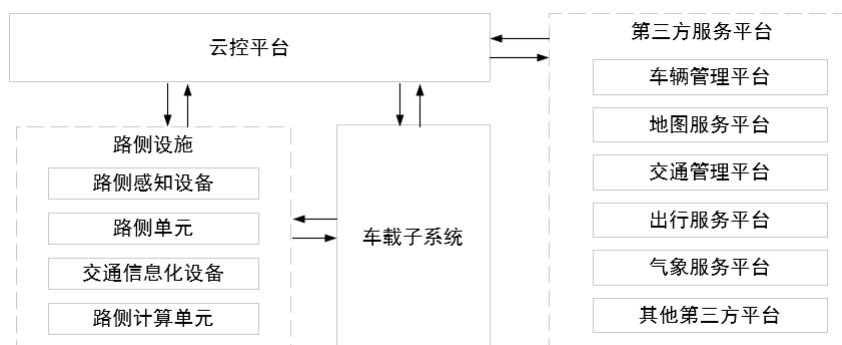 云控平台
第三方服务平台
车辆管理平台
地图服务平台
交通管理平台
出行服务平台
气象服务平台
其他第三方平台
路侧设施
路侧感知设备
路侧单元
交通信息化设备
路侧计算单元
车载子系统